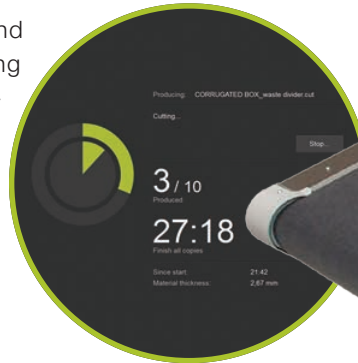 nd
ng
Producing: CORRUGATED BOX_waste divider.cut
Cutting...
Stop...
3 / 10
Produced
27:18
Finish all copies
Since start: 21:42
Material thickness: 2,67 mm